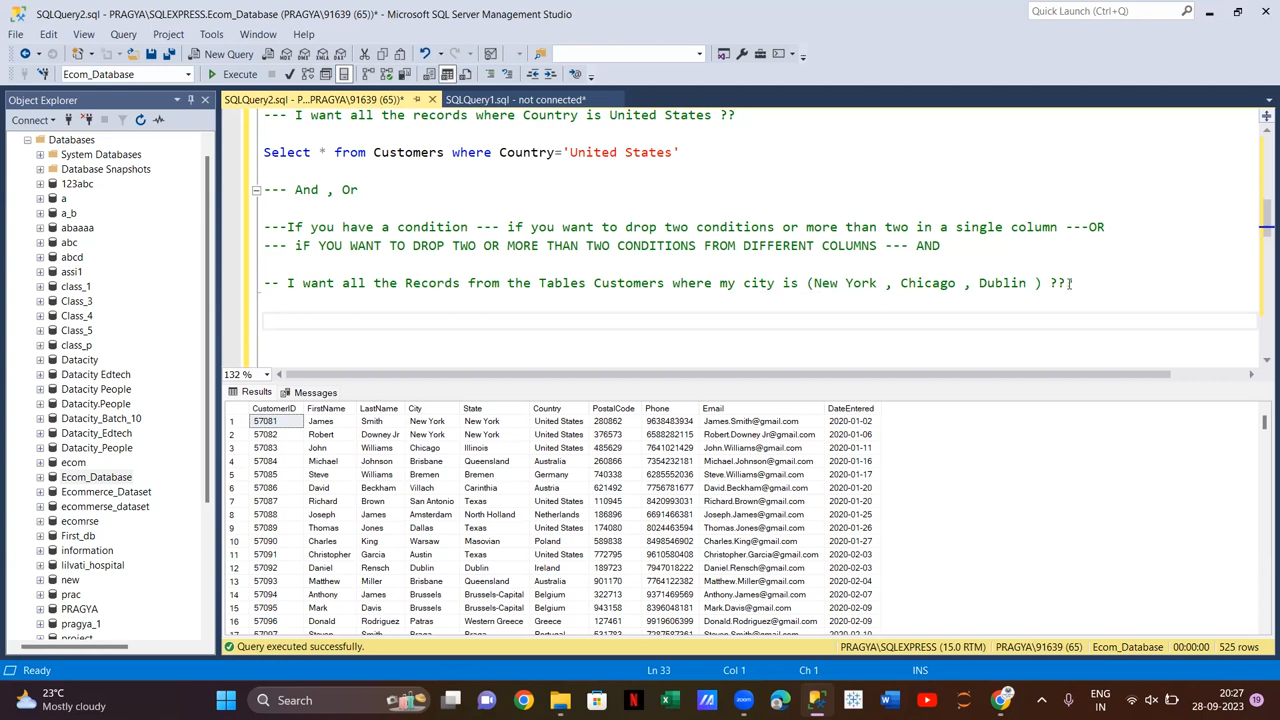 SQLQuery2.sql - PRAGYA\SQLEXPRESS.Ecom_Database (PRAGYA\91639 (65))* - Microsoft SQL Server Management Studio
Quick Launch (Ctrl+Q)
File Edit View Query Project Tools Window Help
New Query
Ecom_Database Execute
Object Explorer
Connect
Databases
System Databases
Database Snapshots
123abc
a
a_b
abaaaa
abc
abcd
assi1
class_1
Class_3
Class_4
Class_5
class_p
Datacity
Datacity Edtech
Datacity People
Datacity.People
Datacity_Batch_10
Datacity_Edtech
Datacity_People
ecom
Ecom_Database
Ecommerce_Dataset
ecommerse_dataset
ecomrse
First_db
information
lilvati_hospital
new
prac
PRAGYA
pragya_1
project
SQLQuery2.sql - P...PRAGYA\91639 (65))* SQLQuery1.sql - not connected*
--- I want all the records where Country is United States ??
Select * from Customers where Country='United States'
--- And , Or
---If you have a condition --- if you want to drop two conditions or more than two in a single column ---OR
--- iF YOU WANT TO DROP TWO OR MORE THAN TWO CONDITIONS FROM DIFFERENT COLUMNS --- AND
-- I want all the Records from the Tables Customers where my city is (New York , Chicago , Dublin ) ??
132 %
Results Messages
CustomerID FirstName LastName City State Country PostalCode Phone Email DateEntered
1 57081 James Smith New York New York United States 280862 9638483934 James.Smith@gmail.com 2020-01-02
2 57082 Robert Downey Jr New York New York United States 376573 6588282115 Robert.Downey Jr@gmail.com 2020-01-06
3 57083 John Williams Chicago Illinois United States 485629 7641021429 John.Williams@gmail.com 2020-01-11
4 57084 Michael Johnson Brisbane Queensland Australia 260866 7354232181 Michael.Johnson@gmail.com 2020-01-16
5 57085 Steve Williams Bremen Bremen Germany 740338 6285552036 Steve.Williams@gmail.com 2020-01-17
6 57086 David Beckham Villach Carinthia Austria 621492 7756781677 David.Beckham@gmail.com 2020-01-20
7 57087 Richard Brown San Antonio Texas United States 110945 8420993031 Richard.Brown@gmail.com 2020-01-20
8 57088 Joseph James Amsterdam North Holland Netherlands 186896 6691466381 Joseph.James@gmail.com 2020-01-21
9 57089 Thomas Jones Dallas Texas United States 174080 8024463594 Thomas.Jones@gmail.com 2020-01-26
10 57090 Charles King Warsaw Masovian Poland 589838 8498546902 Charles.King@gmail.com 2020-01-27
11 57091 Christopher Garcia Austin Texas United States 772795 9610580408 Christopher.Garcia@gmail.com 2020-02-03
12 57092 Daniel Rensch Dublin Dublin Ireland 189723 7947018222 Daniel.Rensch@gmail.com 2020-02-03
13 57093 Matthew Miller Brisbane Queensland Australia 901170 7764122382 Matthew.Miller@gmail.com 2020-02-04
14 57094 Anthony James Brussels Brussels-Capital Belgium 322713 9371469541 Anthony.James@gmail.com 2020-02-07
15 57095 Mark Davis Brussels Brussels-Capital Belgium 943158 8396048181 Mark.Davis@gmail.com 2020-02-09
16 57096 Donald Rodriguez Patras Western Greece Greece 127461 9919606399 Donald.Rodriguez@gmail.com 2020-02-09
17 57097 Steven Smith Braga Braga Portugal 531783 7287587361 Steven.Smith@gmail.com 2020-02-10
Query executed successfully. PRAGYA\SQLEXPRESS (15.0 RTM) PRAGYA\91639 (65) Ecom_Database 00:00:00 525 rows
Ready Ln 33 Col 1 Ch 1 INS
23°C
Mostly cloudy
Search
zoom
ENG
IN
20:27
28-09-2023